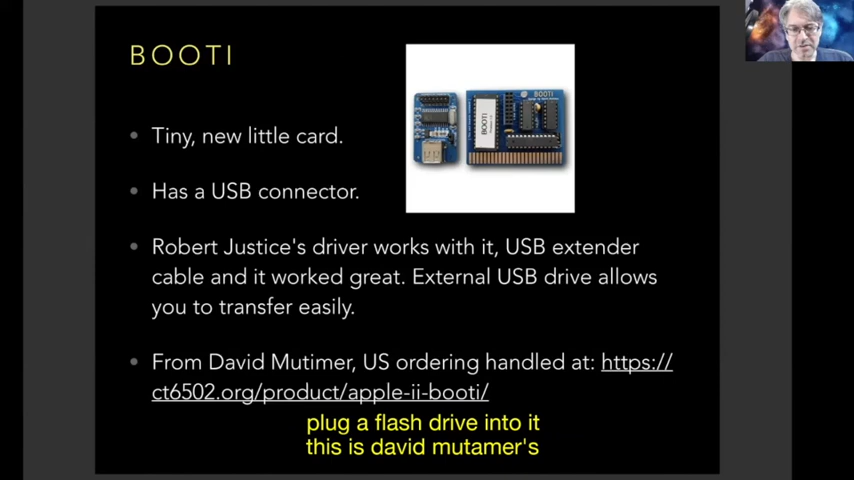 BOOTI
Tiny, new little card.
Has a USB connector.
Robert Justice's driver works with it, USB extender
cable and it worked great. External USB drive allows
you to transfer easily.
From David Mutimer, US ordering handled at: https://
ct6502.org/product/apple-ii-booti/
BOOTI
BOOTI
plug a flash drive into it
this is david mutamer's